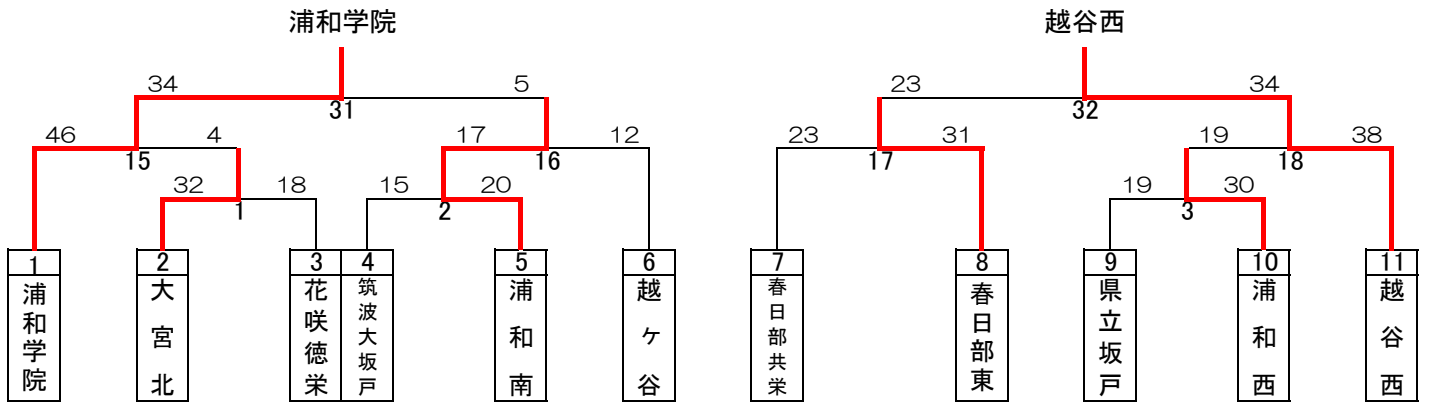 浦和学院 越谷西
34 5 23 34
31 32
46 4 17 12 23 31 19 38
15 16 17 18
32 18 15 20 19 30
1 2 3
1 2 3 4 5 6 7 8 9 10 11
浦和学院
大宮北
花咲徳栄
筑波大坂戸
浦和南
越ケ谷
春日部共栄
春日部東
県立坂戸
浦和西
越谷西